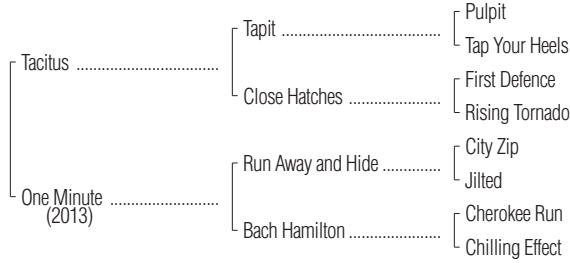 Pulpit
Tapit ..................................
Tap Your Heels
Tacitus ..............................
First Defence
Close Hatches ....................
Rising Tornado
City Zip
Run Away and Hide .................
Jilted
One Minute .......................
(2013)
Cherokee Run
Bach Hamilton ....................
Chilling Effect